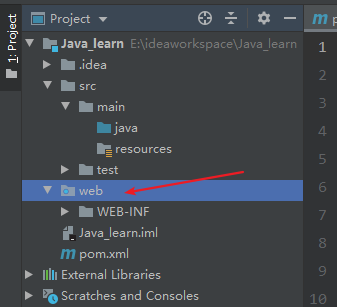 1: Project
Project
Java_learn E:\ideaworkspace\Java_learn
.idea
src
main
java
resources
test
web
WEB-INF
Java_learn.iml
pom.xml
External Libraries
Scratches and Consoles
m
1
2
3
4
5
6
7
8
9
10